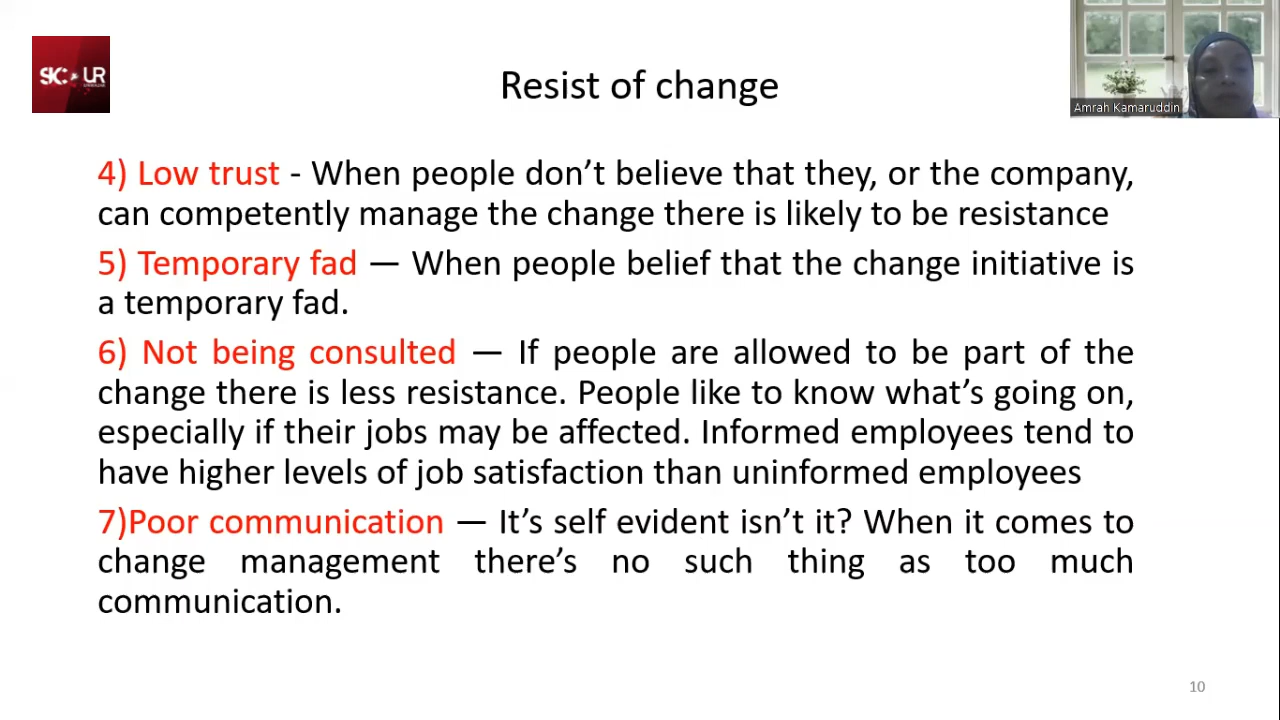 SK
UR
Resist of change
Amrah Kamaruddin
4) Low trust - When people don’t believe that they, or the company,
can competently manage the change there is likely to be resistance
5) Temporary fad — When people belief that the change initiative is
a temporary fad.
6) Not being consulted — If people are allowed to be part of the
change there is less resistance. People like to know what’s going on,
especially if their jobs may be affected. Informed employees tend to
have higher levels of job satisfaction than uninformed employees
7)Poor communication — It’s self evident isn’t it? When it comes to
change management there’s no such thing as too much
communication.
10